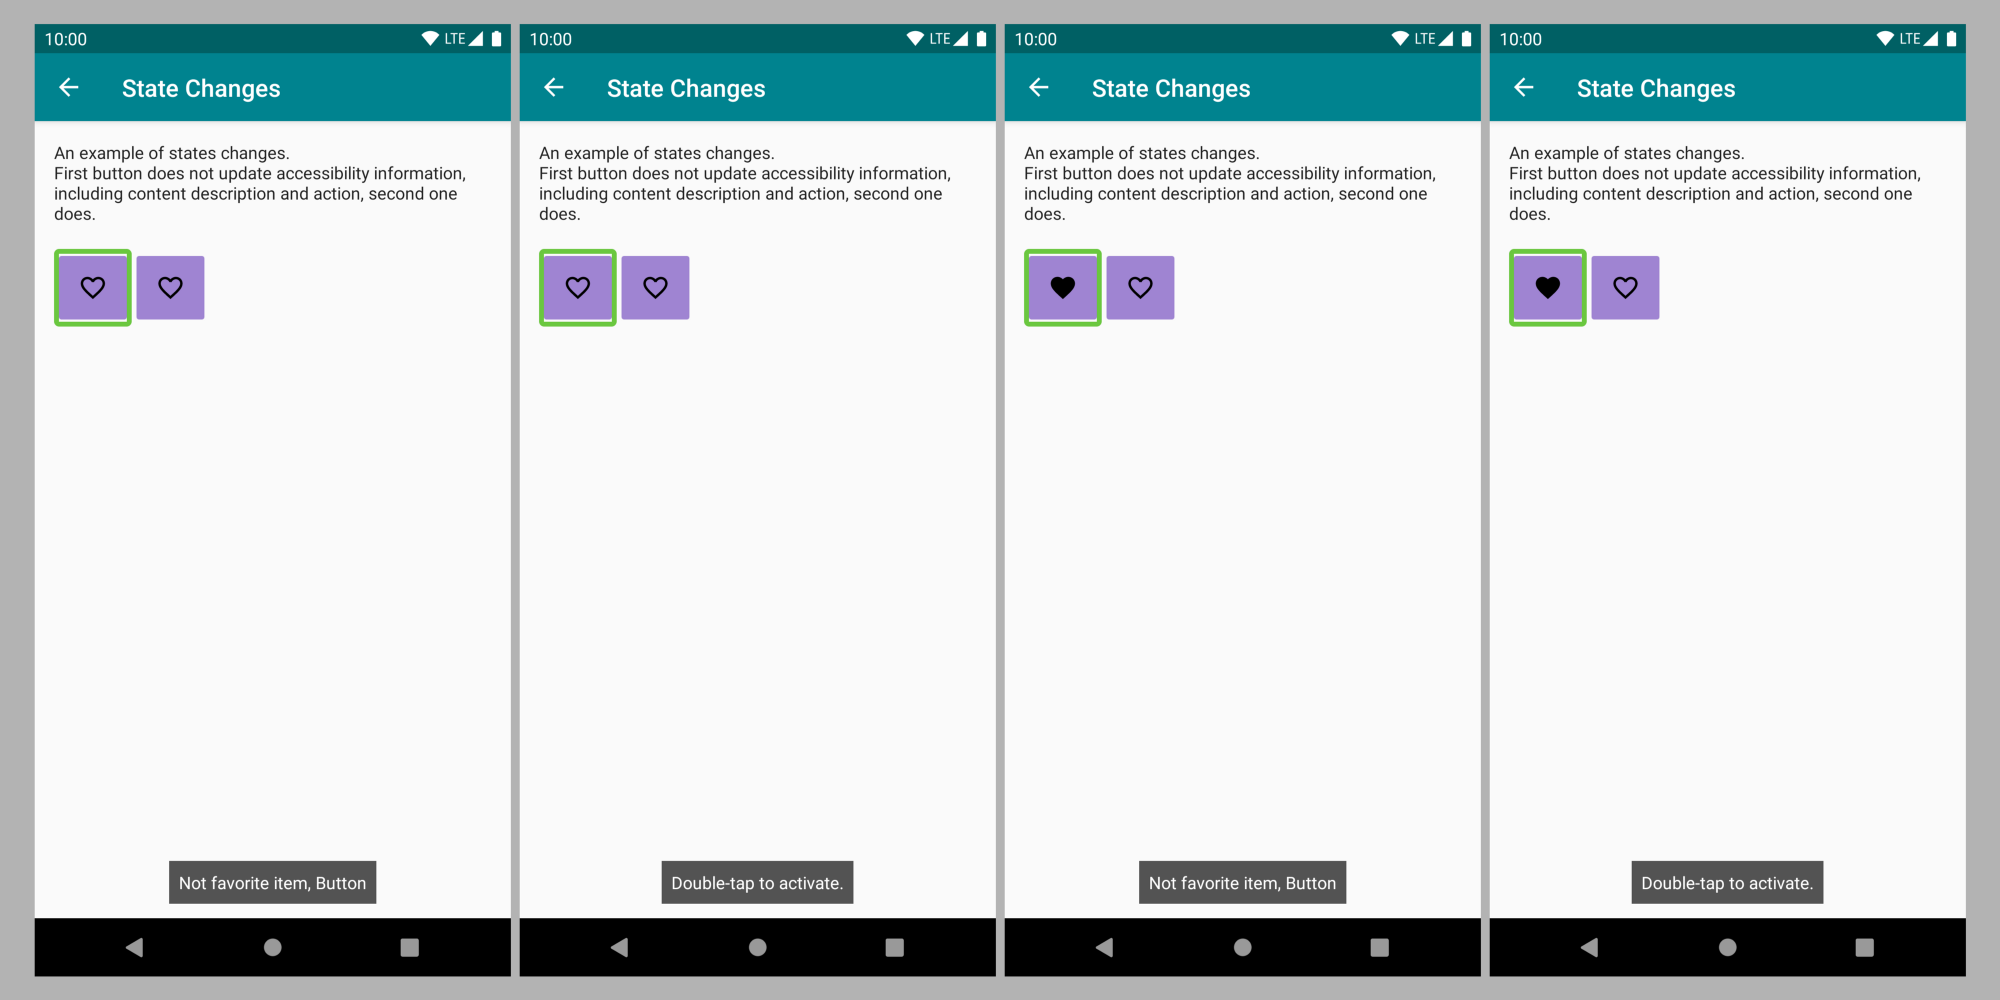 10:00
LTE
State Changes
An example of states changes.
First button does not update accessibility information,
including content description and action, second one
does.
Not favorite item, Button
10:00
LTE
State Changes
An example of states changes.
First button does not update accessibility information,
including content description and action, second one
does.
Double-tap to activate.
10:00
LTE
State Changes
An example of states changes.
First button does not update accessibility information,
including content description and action, second one
does.
Not favorite item, Button
10:00
LTE
State Changes
An example of states changes.
First button does not update accessibility information,
including content description and action, second one
does.
Double-tap to activate.